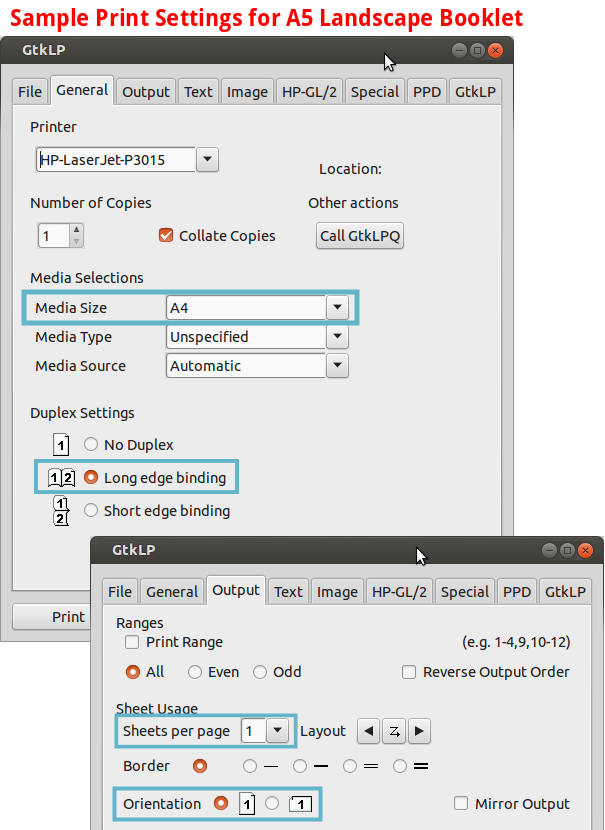 Sample Print Settings for A5 Landscape Booklet
GtkLP
File General Output Text Image HP-GL/2 Special PPD GtkLP
Printer
HP-LaserJet-P3015
Location:
Number of Copies Other actions
1 Collate Copies Call GtkLPQ
Media Selections
Media Size A4
Media Type Unspecified
Media Source Automatic
Duplex Settings
1 No Duplex
1 2 Long edge binding
1
2 Short edge binding
Print
GtkLP
File General Output Text Image HP-GL/2 Special PPD GtkLP
Ranges
Print Range (e.g. 1-4,9,10-12)
All Even Odd Reverse Output Order
Sheet Usage
Sheets per page 1 Layout
Border
Orientation 1 1 Mirror Output